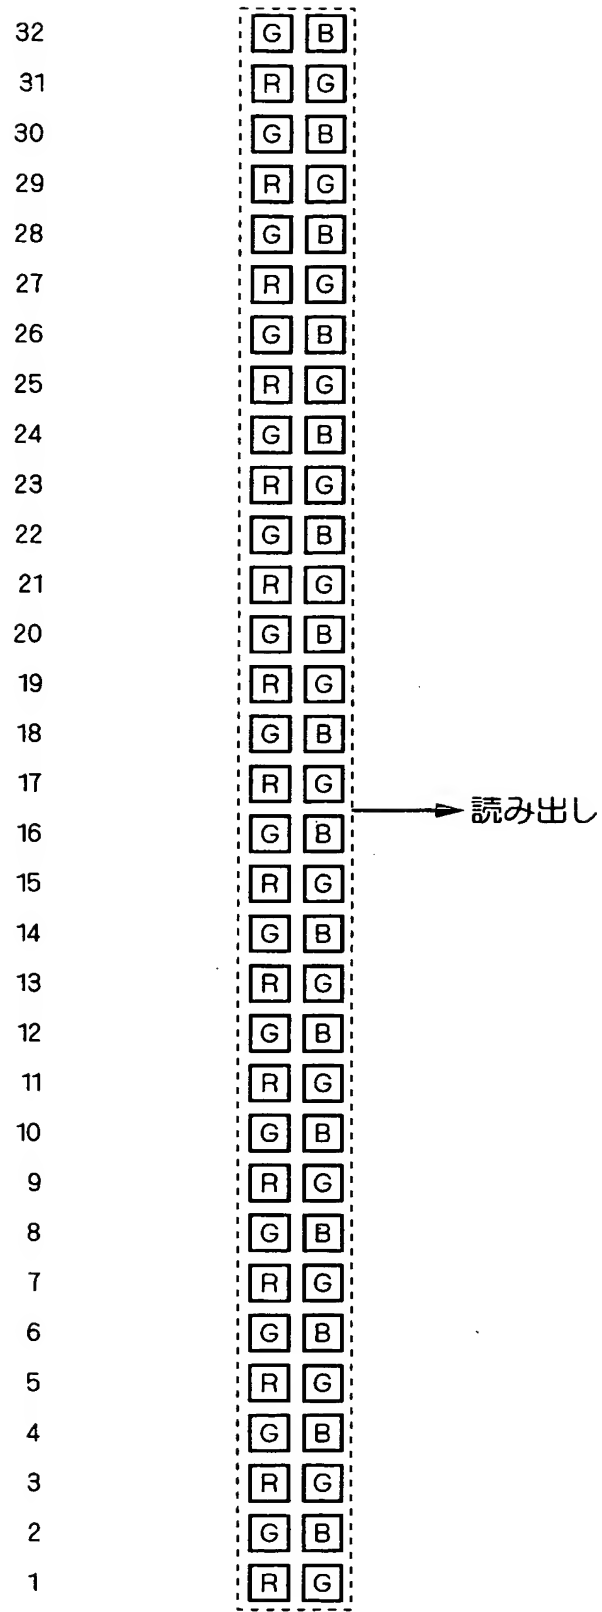 32 G B
31 R G
30 G B
29 R G
28 G B
27 R G
26 G B
25 R G
24 G B
23 R G
22 G B
21 R G
20 G B
19 R G
18 G B
17 R G
読み出し
16 G B
15 R G
14 G B
13 R G
12 G B
11 R G
10 G B
9 R G
8 G B
7 R G
6 G B
5 R G
4 G B
3 R G
2 G B
1 R G